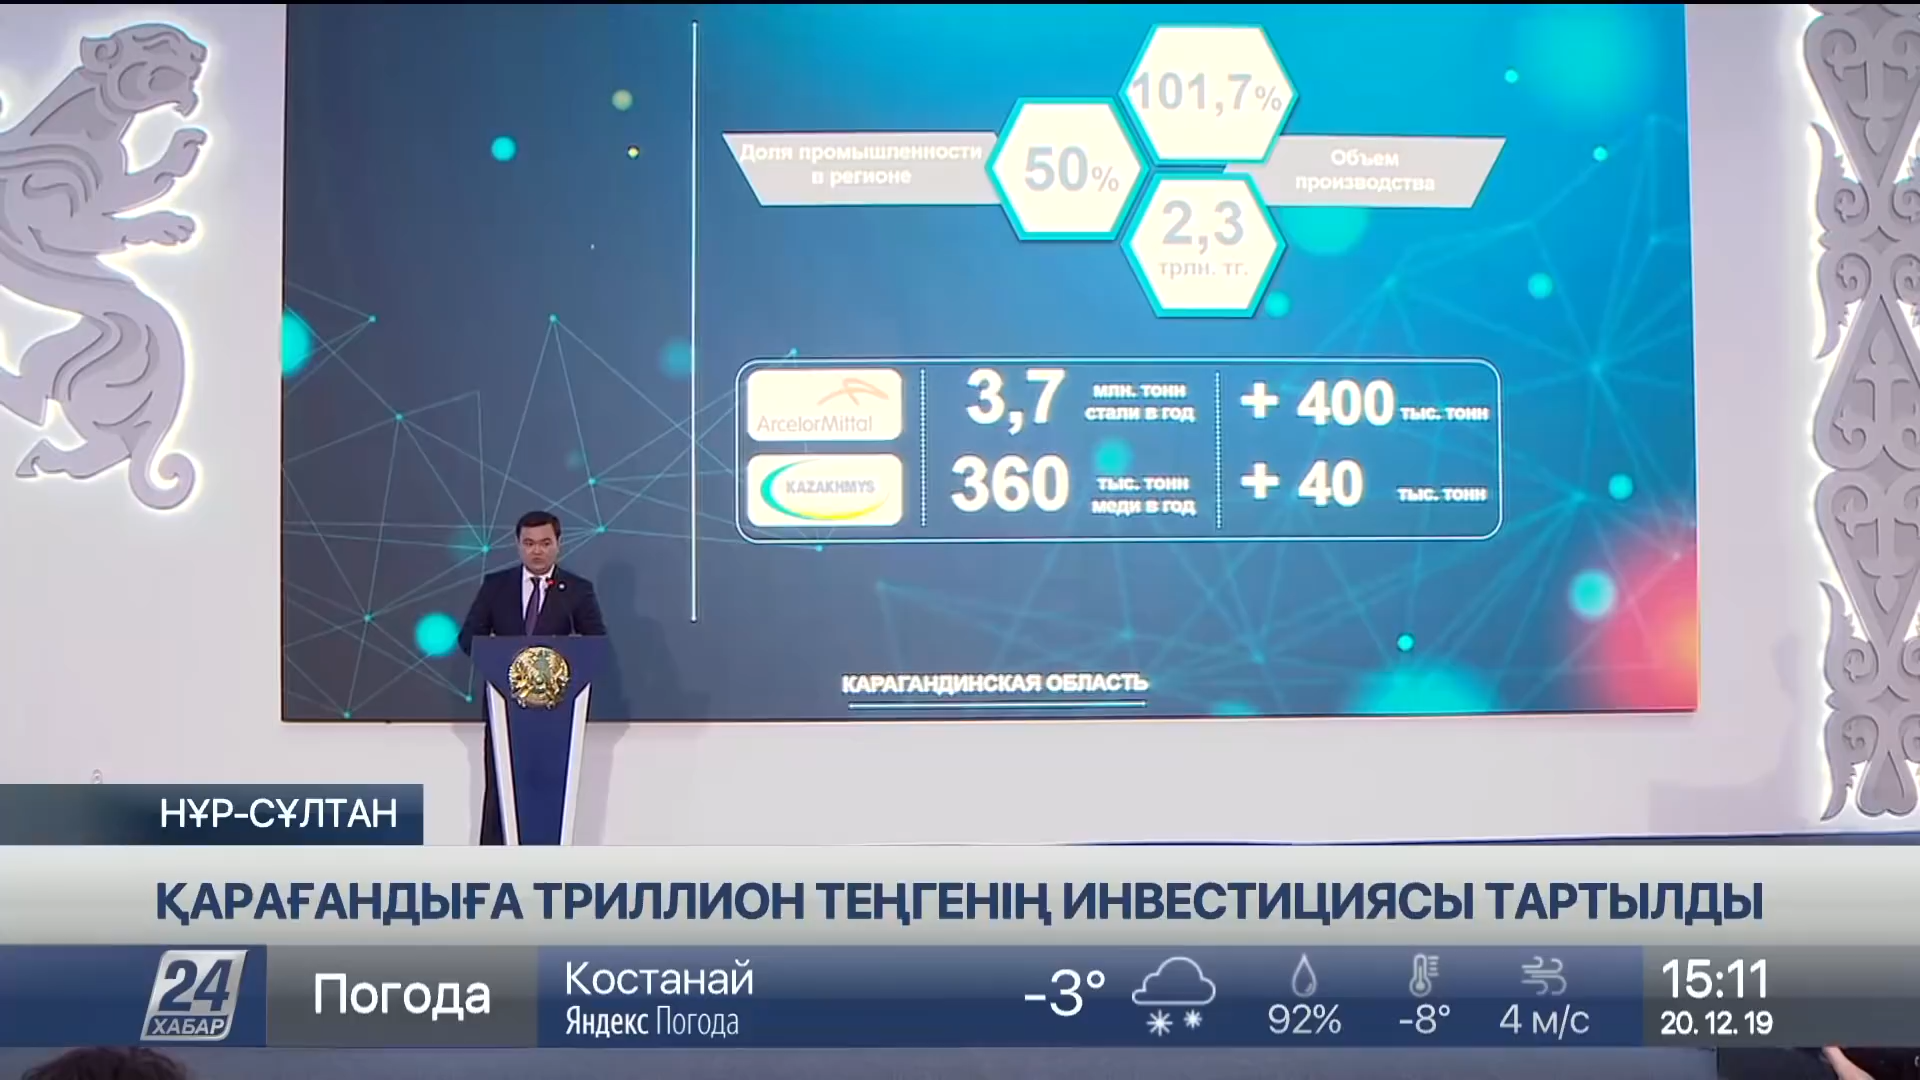 101,7%
Доля промышленности
в регионе
50%
Объем
производства
2,3
трлн. тг.
ArcelorMittal
3,7
млн. тонн
стали в год
+ 400 тыс. тонн
KAZAKHMYS
360
тыс. тонн
меди в год
+ 40 тыс. тонн
КАРАГАНДИНСКАЯ ОБЛАСТЬ
НҰР-СҰЛТАН
ҚАРАҒАНДЫҒА ТРИЛЛИОН ТЕҢГЕНІҢ ИНВЕСТИЦИЯСЫ ТАРТЫЛДЫ
24
ХАБАР
Погода
Костанай
Яндекс Погода
-3°
92%
-8°
4 м/с
15:11
20. 12. 19